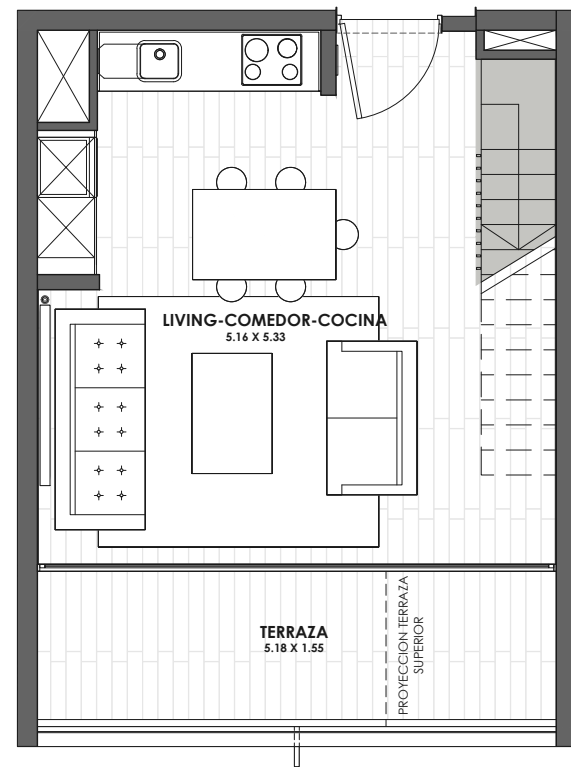 LIVING-COMEDOR-COCINA
5.16 X 5.33
TERRAZA
5.18 X 1.55
PROYECCION TERRAZA
SUPERIOR